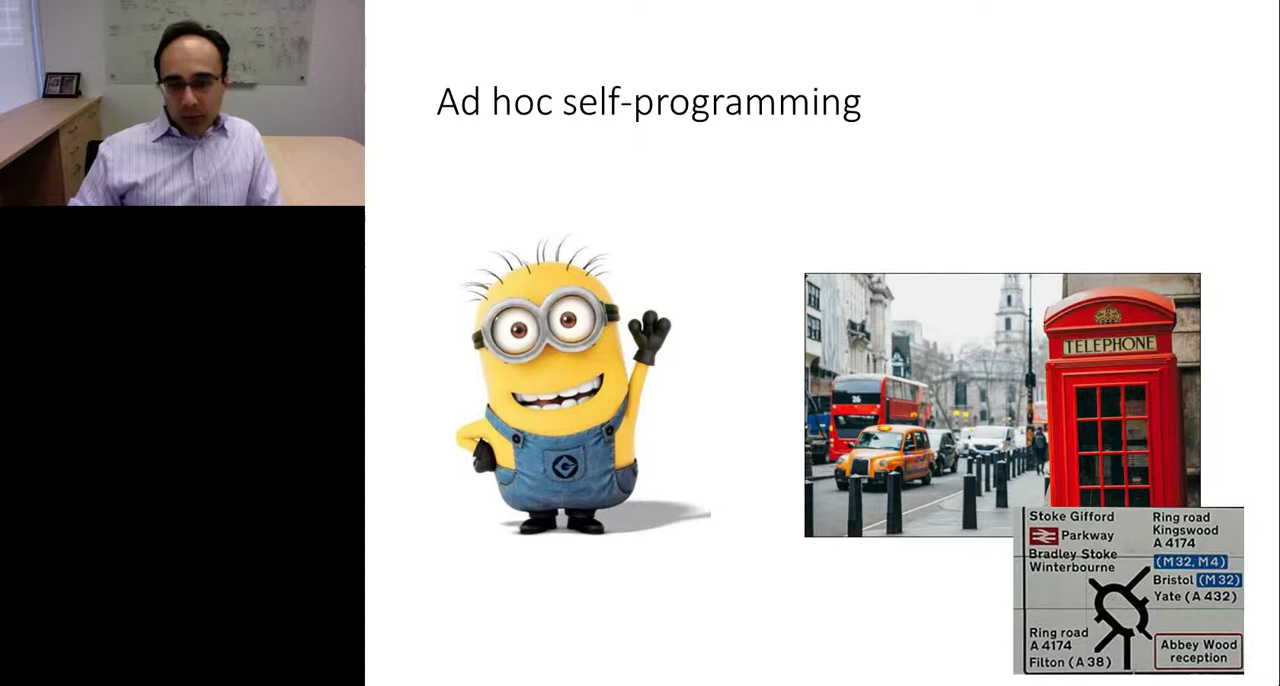 Ad hoc self-programming
26
TELEPHONE
Stoke Gifford
Parkway
Bradley Stoke
Winterbourne
Ring road
Kingswood
A 4174
(M32, M4)
Bristol (M32)
Yate (A 432)
Ring road
A 4174
Filton (A 38)
Abbey Wood
reception